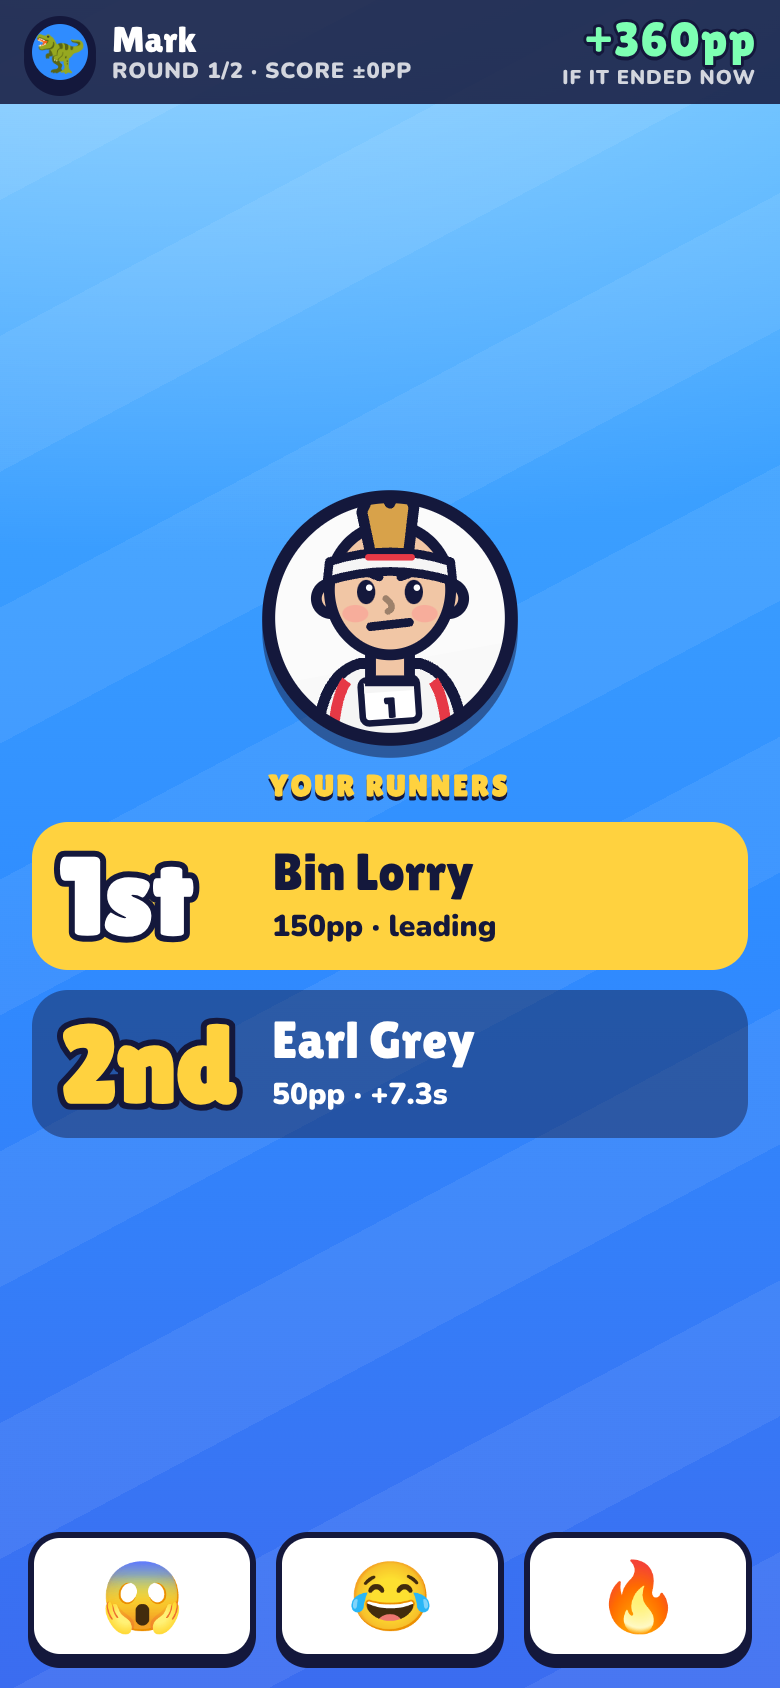 Mark
ROUND 1/2 · SCORE ±0PP
+360pp
IF IT ENDED NOW
1
YOUR RUNNERS
1st
Bin Lorry
150pp · leading
2nd
Earl Grey
50pp · +7.3s